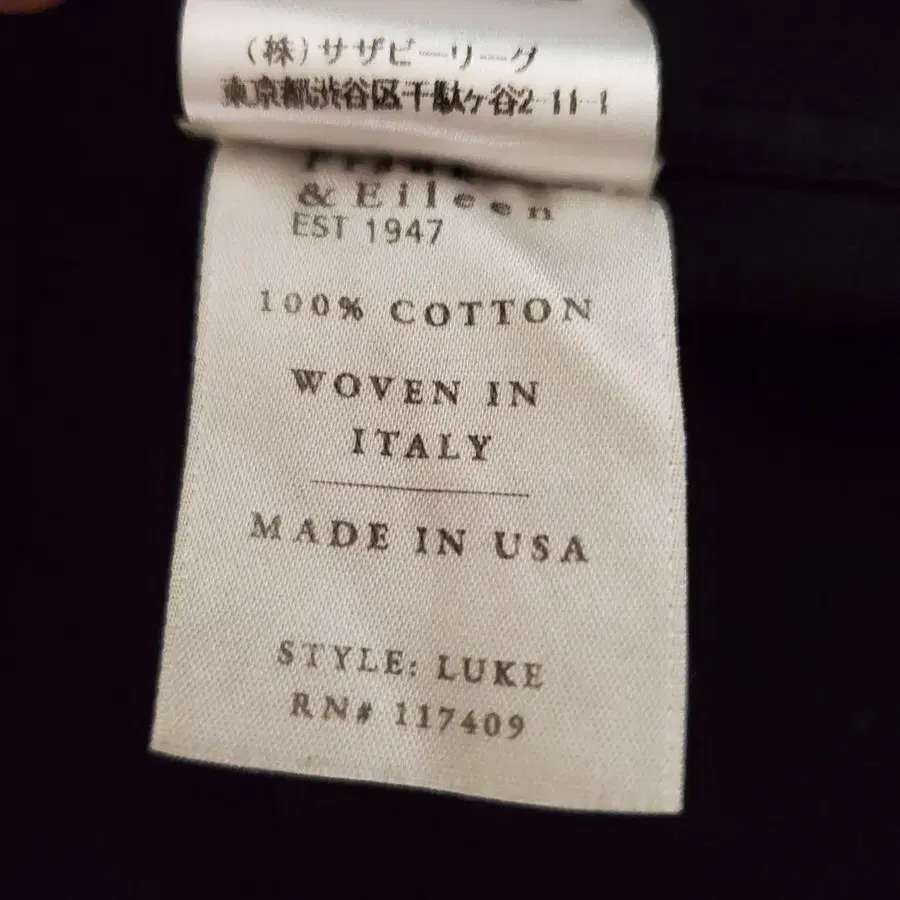 (株)サザビーリーグ
東京都渋谷区千駄ヶ谷2-11-1
& Eileen
EST 1947
100% COTTON
WOVEN IN
ITALY
MADE IN USA
STYLE: LUKE
RN# 117409